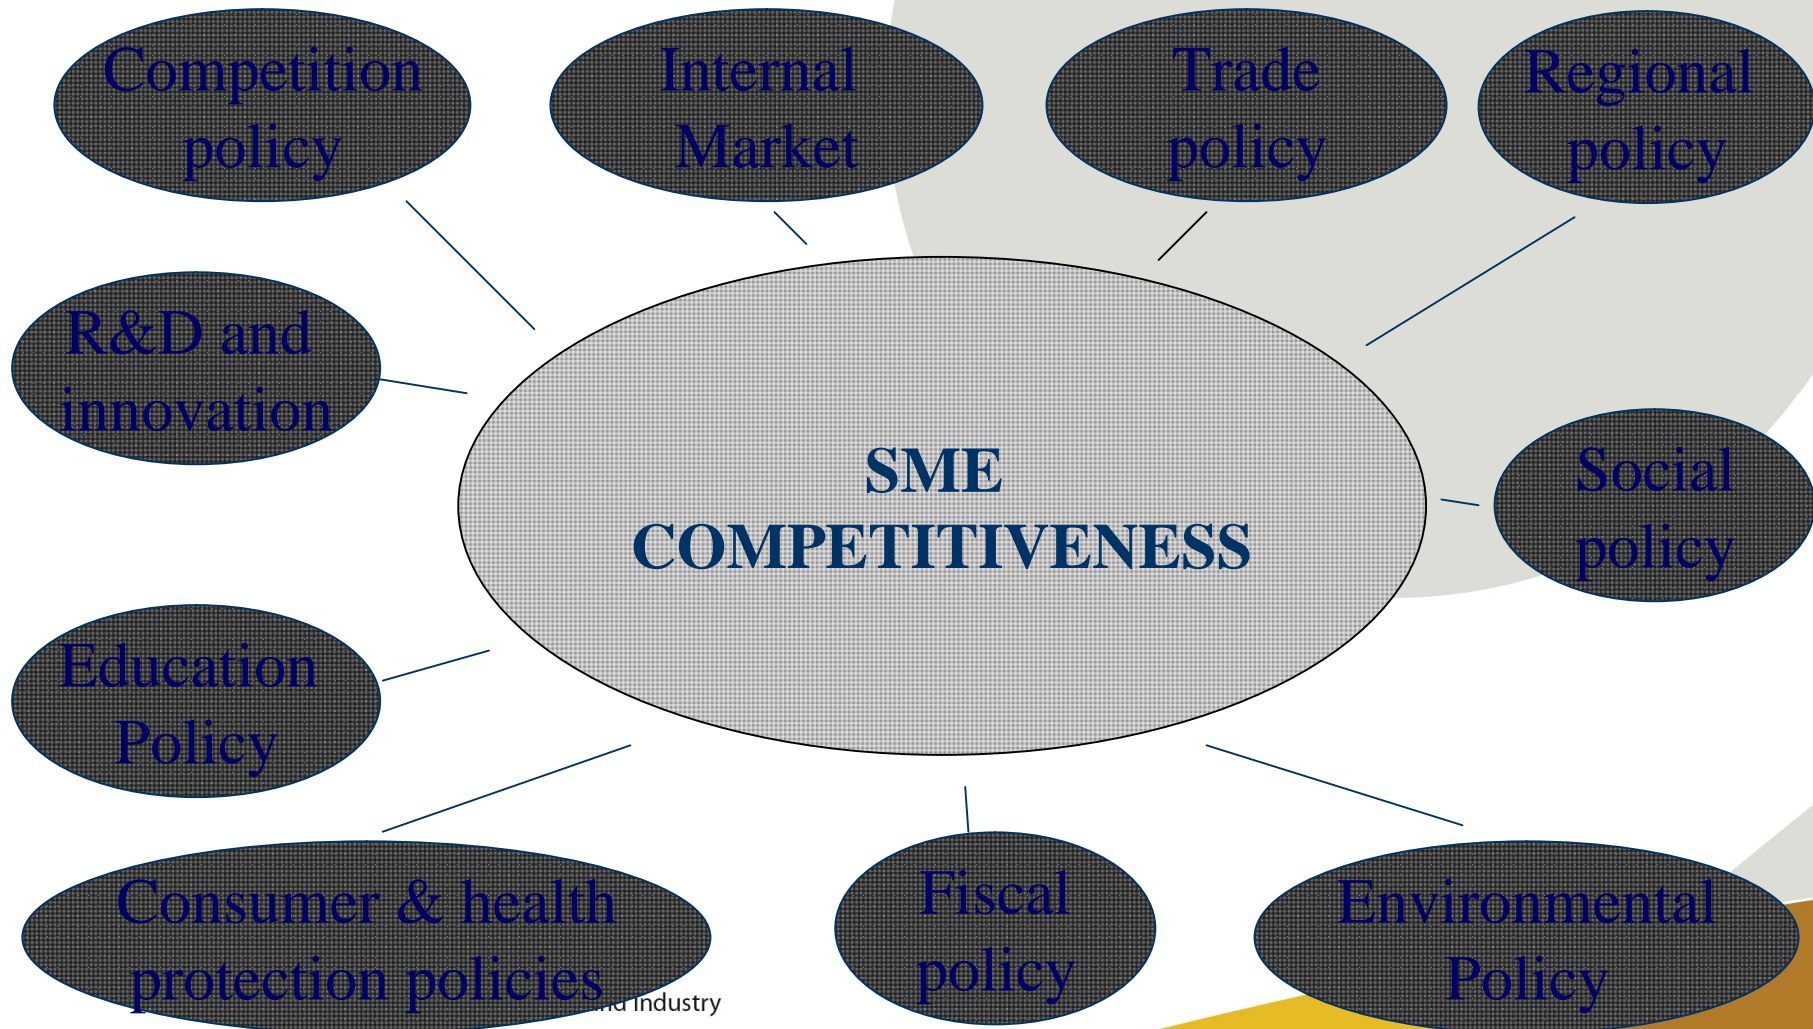 Competition
policy
Internal
Market
Trade
policy
Regional
policy
R&D and
innovation
SME
COMPETITIVENESS
Social
policy
Education
Policy
Consumer & health
protection policies
Fiscal
policy
Environmental
Policy
Industry